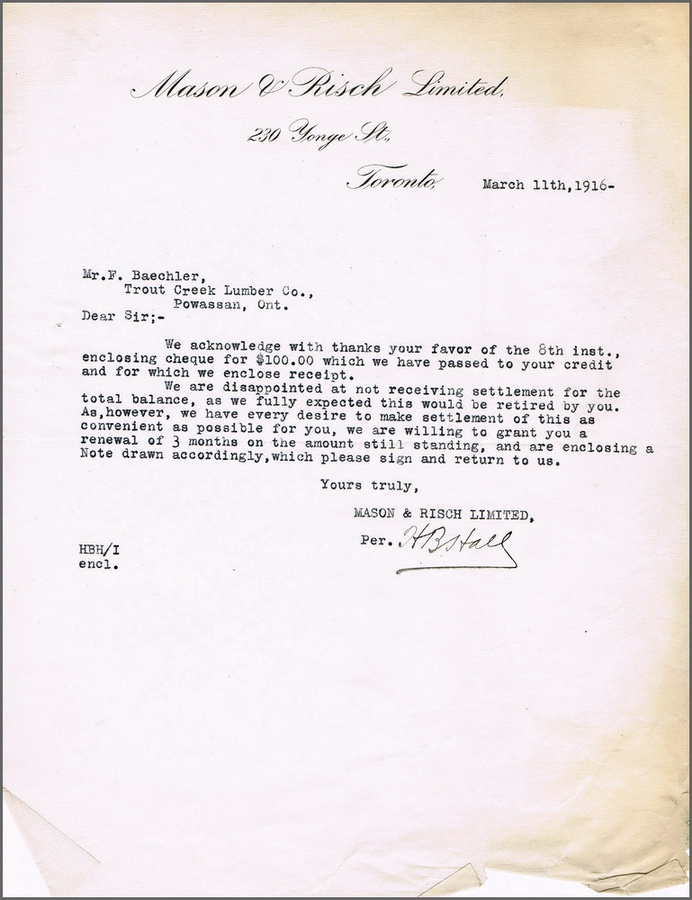 Mason & Risch Limited,
230 Yonge St.,
Toronto,
March 11th,1916-
Mr.F. Baechler,
Trout Creek Lumber Co.,
Powassan, Ont.
Dear Sir;-
We acknowledge with thanks your favor of the 8th inst.,
enclosing cheque for $100.00 which we have passed to your credit
and for which we enclose receipt.
We are disappointed at not receiving settlement for the
total balance, as we fully expected this would be retired by you.
As,however, we have every desire to make settlement of this as
convenient as possible for you, we are willing to grant you a
renewal of 3 months on the amount still standing, and are enclosing a
Note drawn accordingly,which please sign and return to us.
Yours truly,
MASON & RISCH LIMITED,
Per. HBHall
HBH/I
encl.